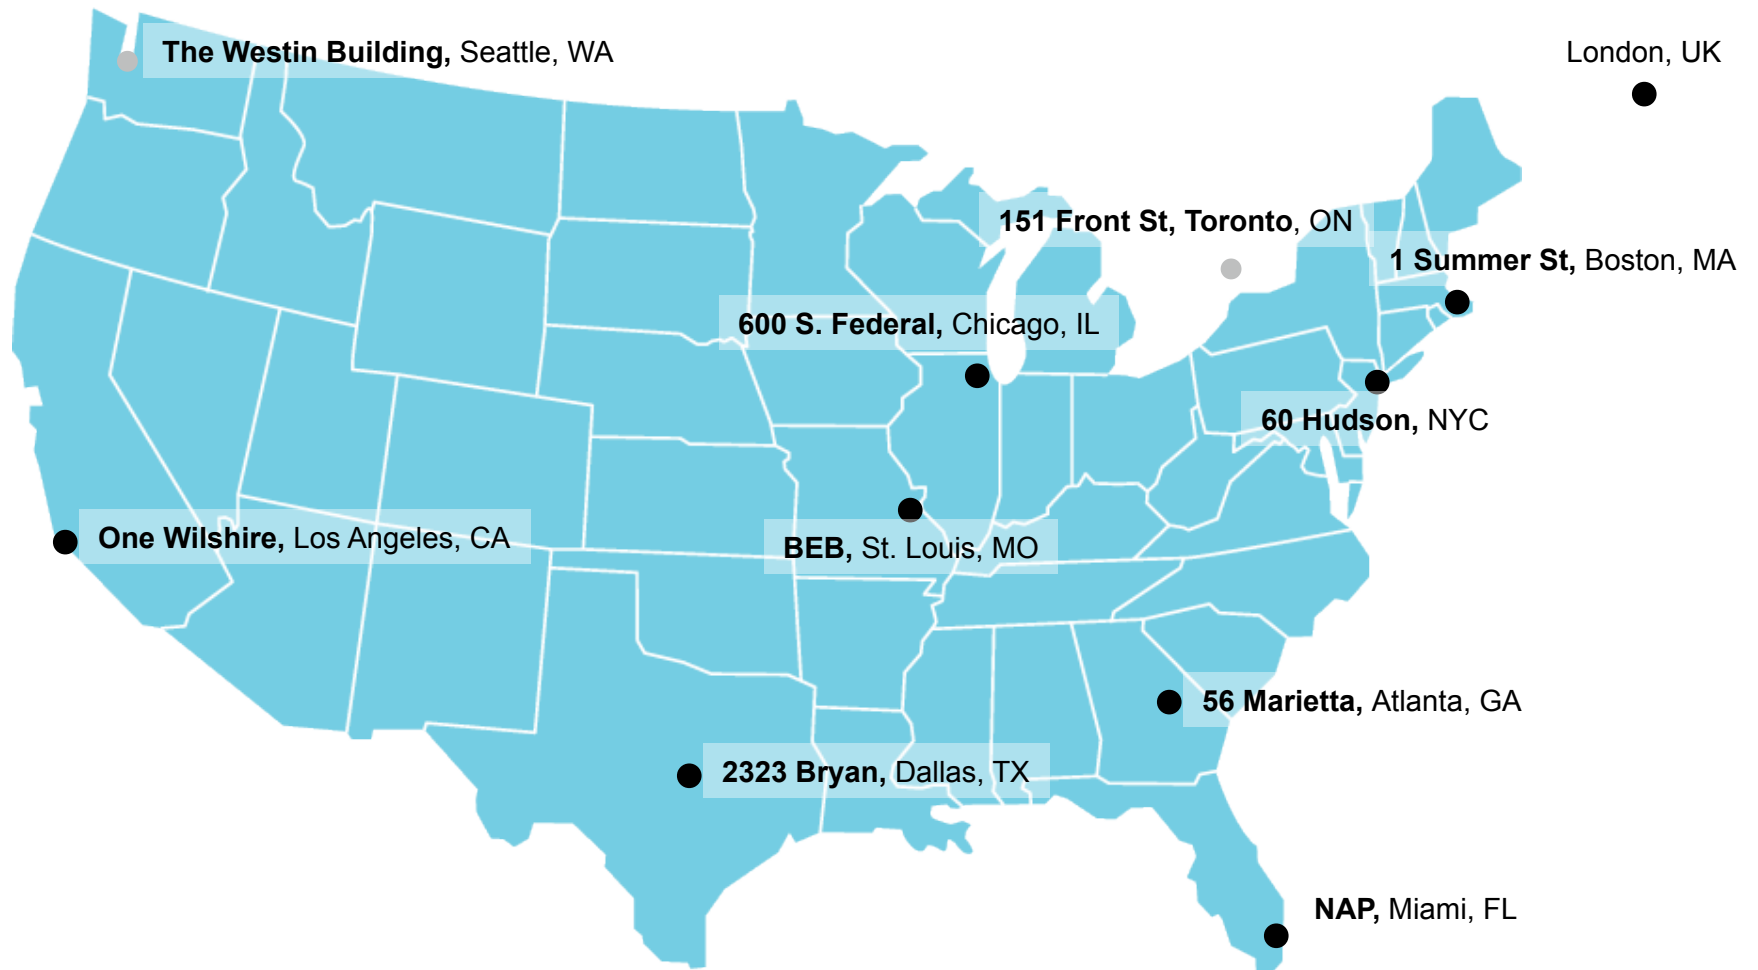 The Westin Building, Seattle, WA
London, UK
151 Front St, Toronto, ON
1 Summer St, Boston, MA
600 S. Federal, Chicago, IL
60 Hudson, NYC
One Wilshire, Los Angeles, CA
BEB, St. Louis, MO
56 Marietta, Atlanta, GA
2323 Bryan, Dallas, TX
NAP, Miami, FL